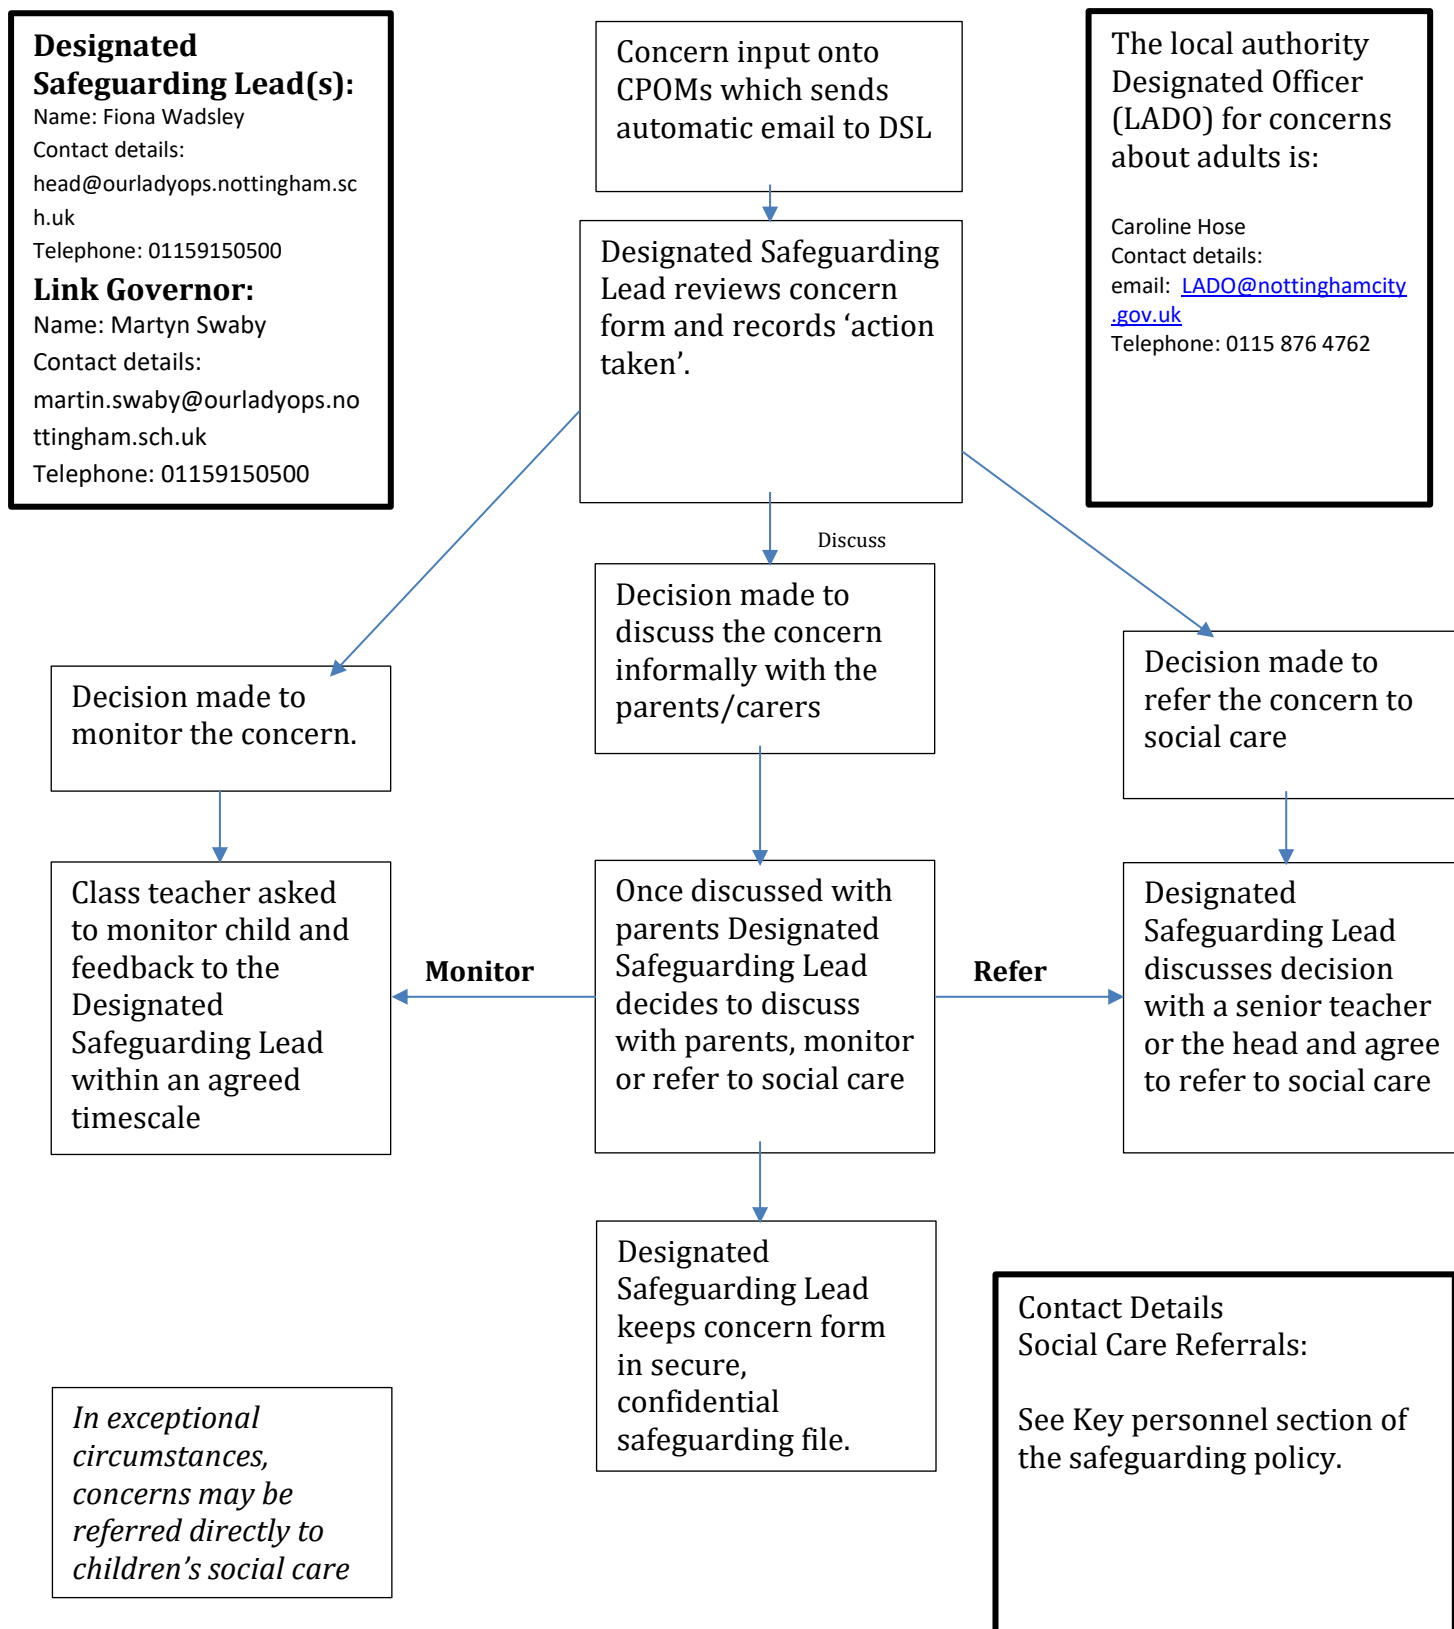 Designated
Safeguarding Lead(s):
Name: Fiona Wadsley
Contact details:
head@ourladyops.nottingham.sc
h.uk
Telephone: 01159150500
Link Governor:
Name: Martyn Swaby
Contact details:
martin.swaby@ourladyops.no
ttingham.sch.uk
Telephone: 01159150500
Concern input onto
CPOMs which sends
automatic email to DSL
The local authority
Designated Officer
(LADO) for concerns
about adults is:
Caroline Hose
Contact details:
email: LADO@nottinghamcity
.gov.uk
Telephone: 0115 876 4762
Designated Safeguarding
Lead reviews concern
form and records ‘action
taken’.
Discuss
Decision made to
monitor the concern.
Decision made to
discuss the concern
informally with the
parents/carers
Decision made to
refer the concern to
social care
Class teacher asked
to monitor child and
feedback to the
Designated
Safeguarding Lead
within an agreed
timescale
Monitor
Once discussed with
parents Designated
Safeguarding Lead
decides to discuss
with parents, monitor
or refer to social care
Refer
Designated
Safeguarding Lead
discusses decision
with a senior teacher
or the head and agree
to refer to social care
Designated
Safeguarding Lead
keeps concern form
in secure,
confidential
safeguarding file.
In exceptional
circumstances,
concerns may be
referred directly to
children’s social care
Contact Details
Social Care Referrals:
See Key personnel section of
the safeguarding policy.